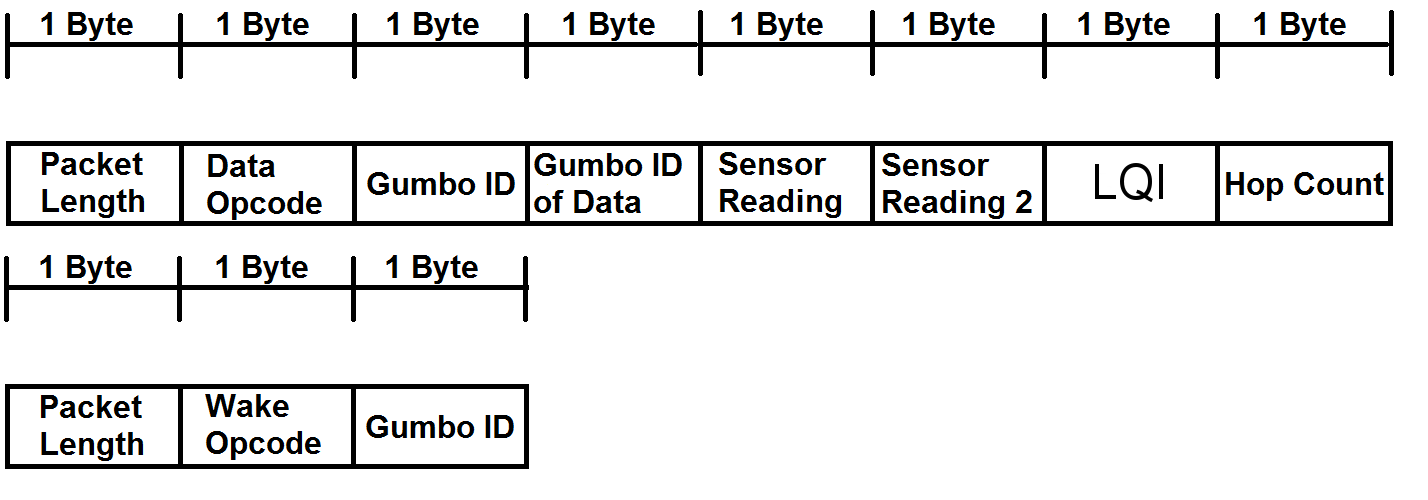 1 Byte 1 Byte 1 Byte 1 Byte 1 Byte 1 Byte 1 Byte 1 Byte
Packet Length
Data Opcode
Gumbo ID
Gumbo ID of Data
Sensor Reading
Sensor Reading 2
LQI
Hop Count
1 Byte 1 Byte 1 Byte
Packet Length
Wake Opcode
Gumbo ID